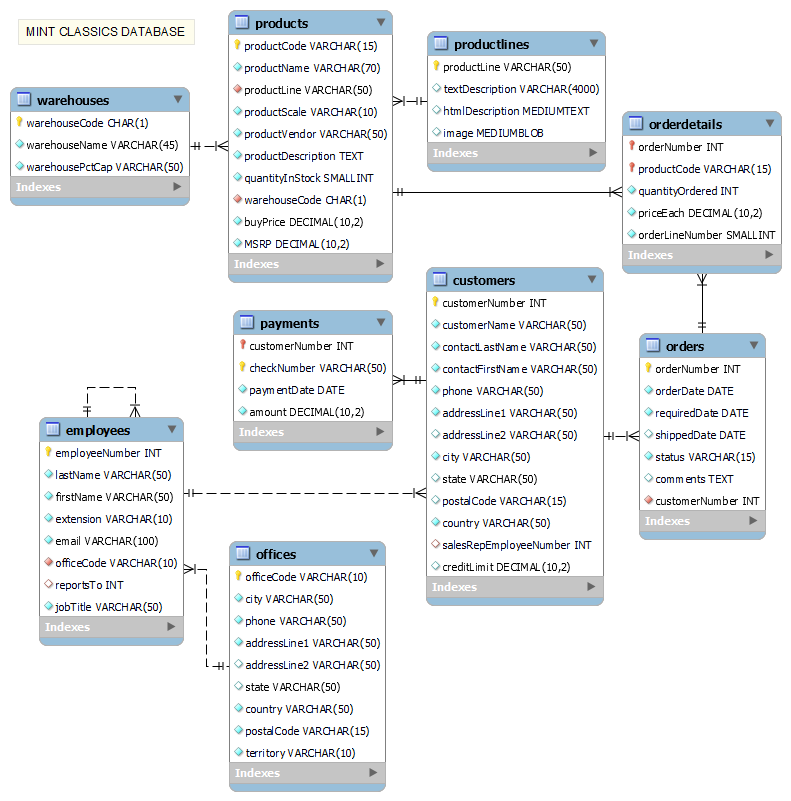 MINT CLASSICS DATABASE
products
productCode VARCHAR(15)
productName VARCHAR(70)
productLine VARCHAR(50)
productScale VARCHAR(10)
productVendor VARCHAR(50)
productDescription TEXT
quantityInStock SMALLINT
warehouseCode CHAR(1)
buyPrice DECIMAL(10,2)
MSRP DECIMAL(10,2)
Indexes
productlines
productLine VARCHAR(50)
textDescription VARCHAR(4000)
htmlDescription MEDIUMTEXT
image MEDIUMBLOB
Indexes
warehouses
warehouseCode CHAR(1)
warehouseName VARCHAR(45)
warehousePctCap VARCHAR(50)
Indexes
orderdetails
orderNumber INT
productCode VARCHAR(15)
quantityOrdered INT
priceEach DECIMAL(10,2)
orderLineNumber SMALLINT
Indexes
customers
customerNumber INT
customerName VARCHAR(50)
contactLastName VARCHAR(50)
contactFirstName VARCHAR(50)
phone VARCHAR(50)
addressLine1 VARCHAR(50)
addressLine2 VARCHAR(50)
city VARCHAR(50)
state VARCHAR(50)
postalCode VARCHAR(15)
country VARCHAR(50)
salesRepEmployeeNumber INT
creditLimit DECIMAL(10,2)
Indexes
payments
customerNumber INT
checkNumber VARCHAR(50)
paymentDate DATE
amount DECIMAL(10,2)
Indexes
orders
orderNumber INT
orderDate DATE
requiredDate DATE
shippedDate DATE
status VARCHAR(15)
comments TEXT
customerNumber INT
Indexes
employees
employeeNumber INT
lastName VARCHAR(50)
firstName VARCHAR(50)
extension VARCHAR(10)
email VARCHAR(100)
officeCode VARCHAR(10)
reportsTo INT
jobTitle VARCHAR(50)
Indexes
offices
officeCode VARCHAR(10)
city VARCHAR(50)
phone VARCHAR(50)
addressLine1 VARCHAR(50)
addressLine2 VARCHAR(50)
state VARCHAR(50)
country VARCHAR(50)
postalCode VARCHAR(15)
territory VARCHAR(10)
Indexes